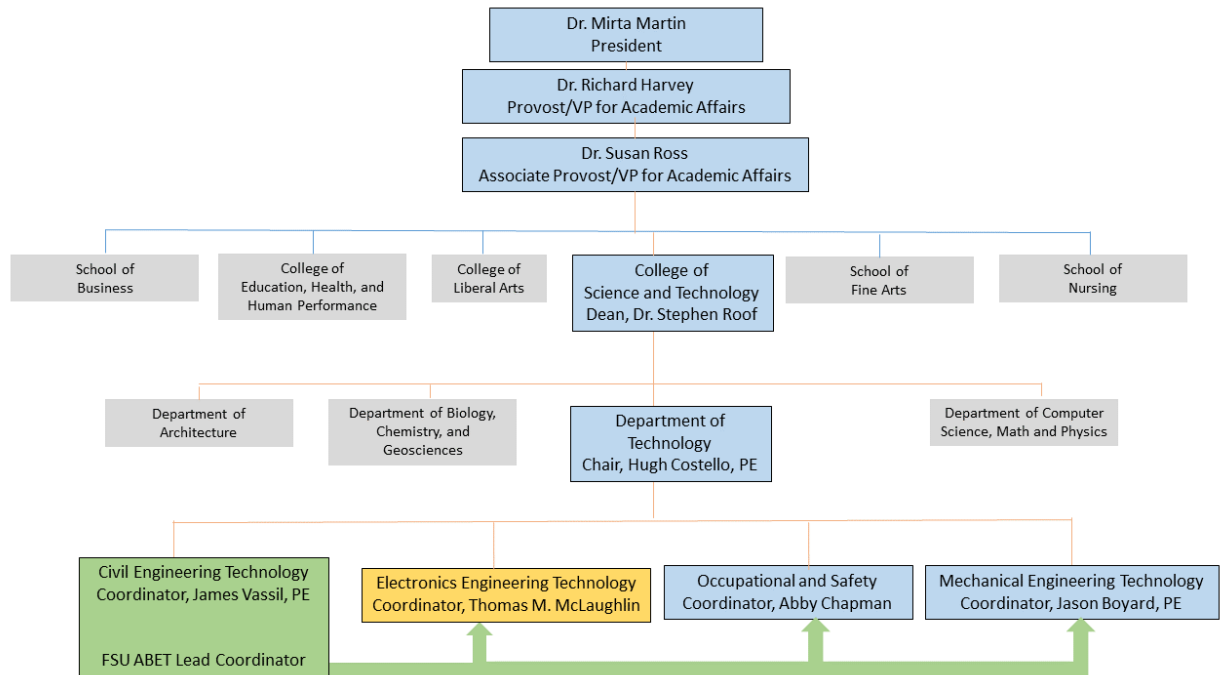 Dr. Mirta Martin
President
Dr. Richard Harvey
Provost/VP for Academic Affairs
Dr. Susan Ross
Associate Provost/VP for Academic Affairs
School of
Business
College of
Education, Health, and
Human Performance
College of
Liberal Arts
College of
Science and Technology
Dean, Dr. Stephen Roof
School of
Fine Arts
School of
Nursing
Department of
Architecture
Department of Biology,
Chemistry, and
Geosciences
Department of
Technology
Chair, Hugh Costello, PE
Department of Computer
Science, Math and Physics
Civil Engineering Technology
Coordinator, James Vassil, PE
FSU ABET Lead Coordinator
Electronics Engineering Technology
Coordinator, Thomas M. McLaughlin
Occupational and Safety
Coordinator, Abby Chapman
Mechanical Engineering Technology
Coordinator, Jason Boyard, PE